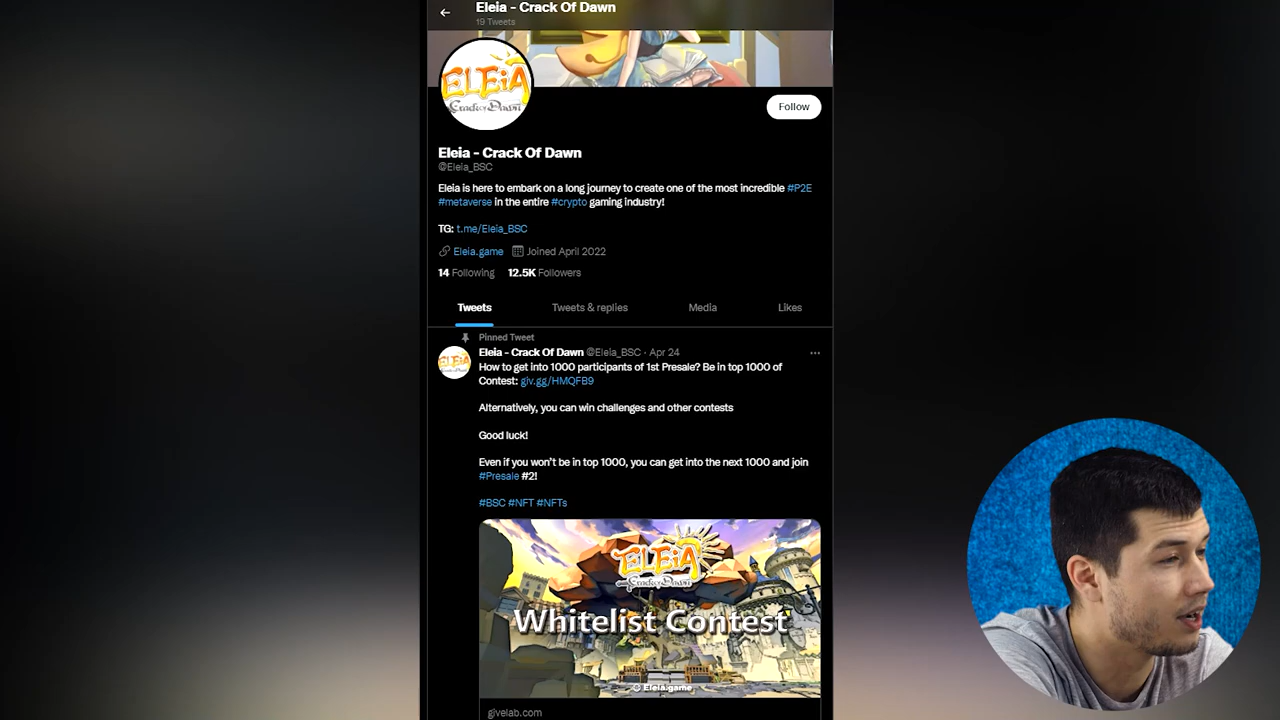 Eleia - Crack Of Dawn
19 Tweets
ELEIA
Crack of Dawn
Follow
Eleia - Crack Of Dawn
@Eleia_BSC
Eleia is here to embark on a long journey to create one of the most incredible #P2E
#metaverse in the entire #crypto gaming industry!
TG: t.me/Eleia_BSC
Eleia.game Joined April 2022
14 Following 12.5K Followers
Tweets Tweets & replies Media Likes
Pinned Tweet
Eleia - Crack Of Dawn @Eleia_BSC · Apr 24
How to get into 1000 participants of 1st Presale? Be in top 1000 of
Contest: giv.gg/HMQFB9
Alternatively, you can win challenges and other contests
Good luck!
Even if you won't be in top 1000, you can get into the next 1000 and join
#Presale #2!
#BSC #NFT #NFTs
ELEIA
Crack of Dawn
Whitelist Contest
Eleia.game
givelab.com